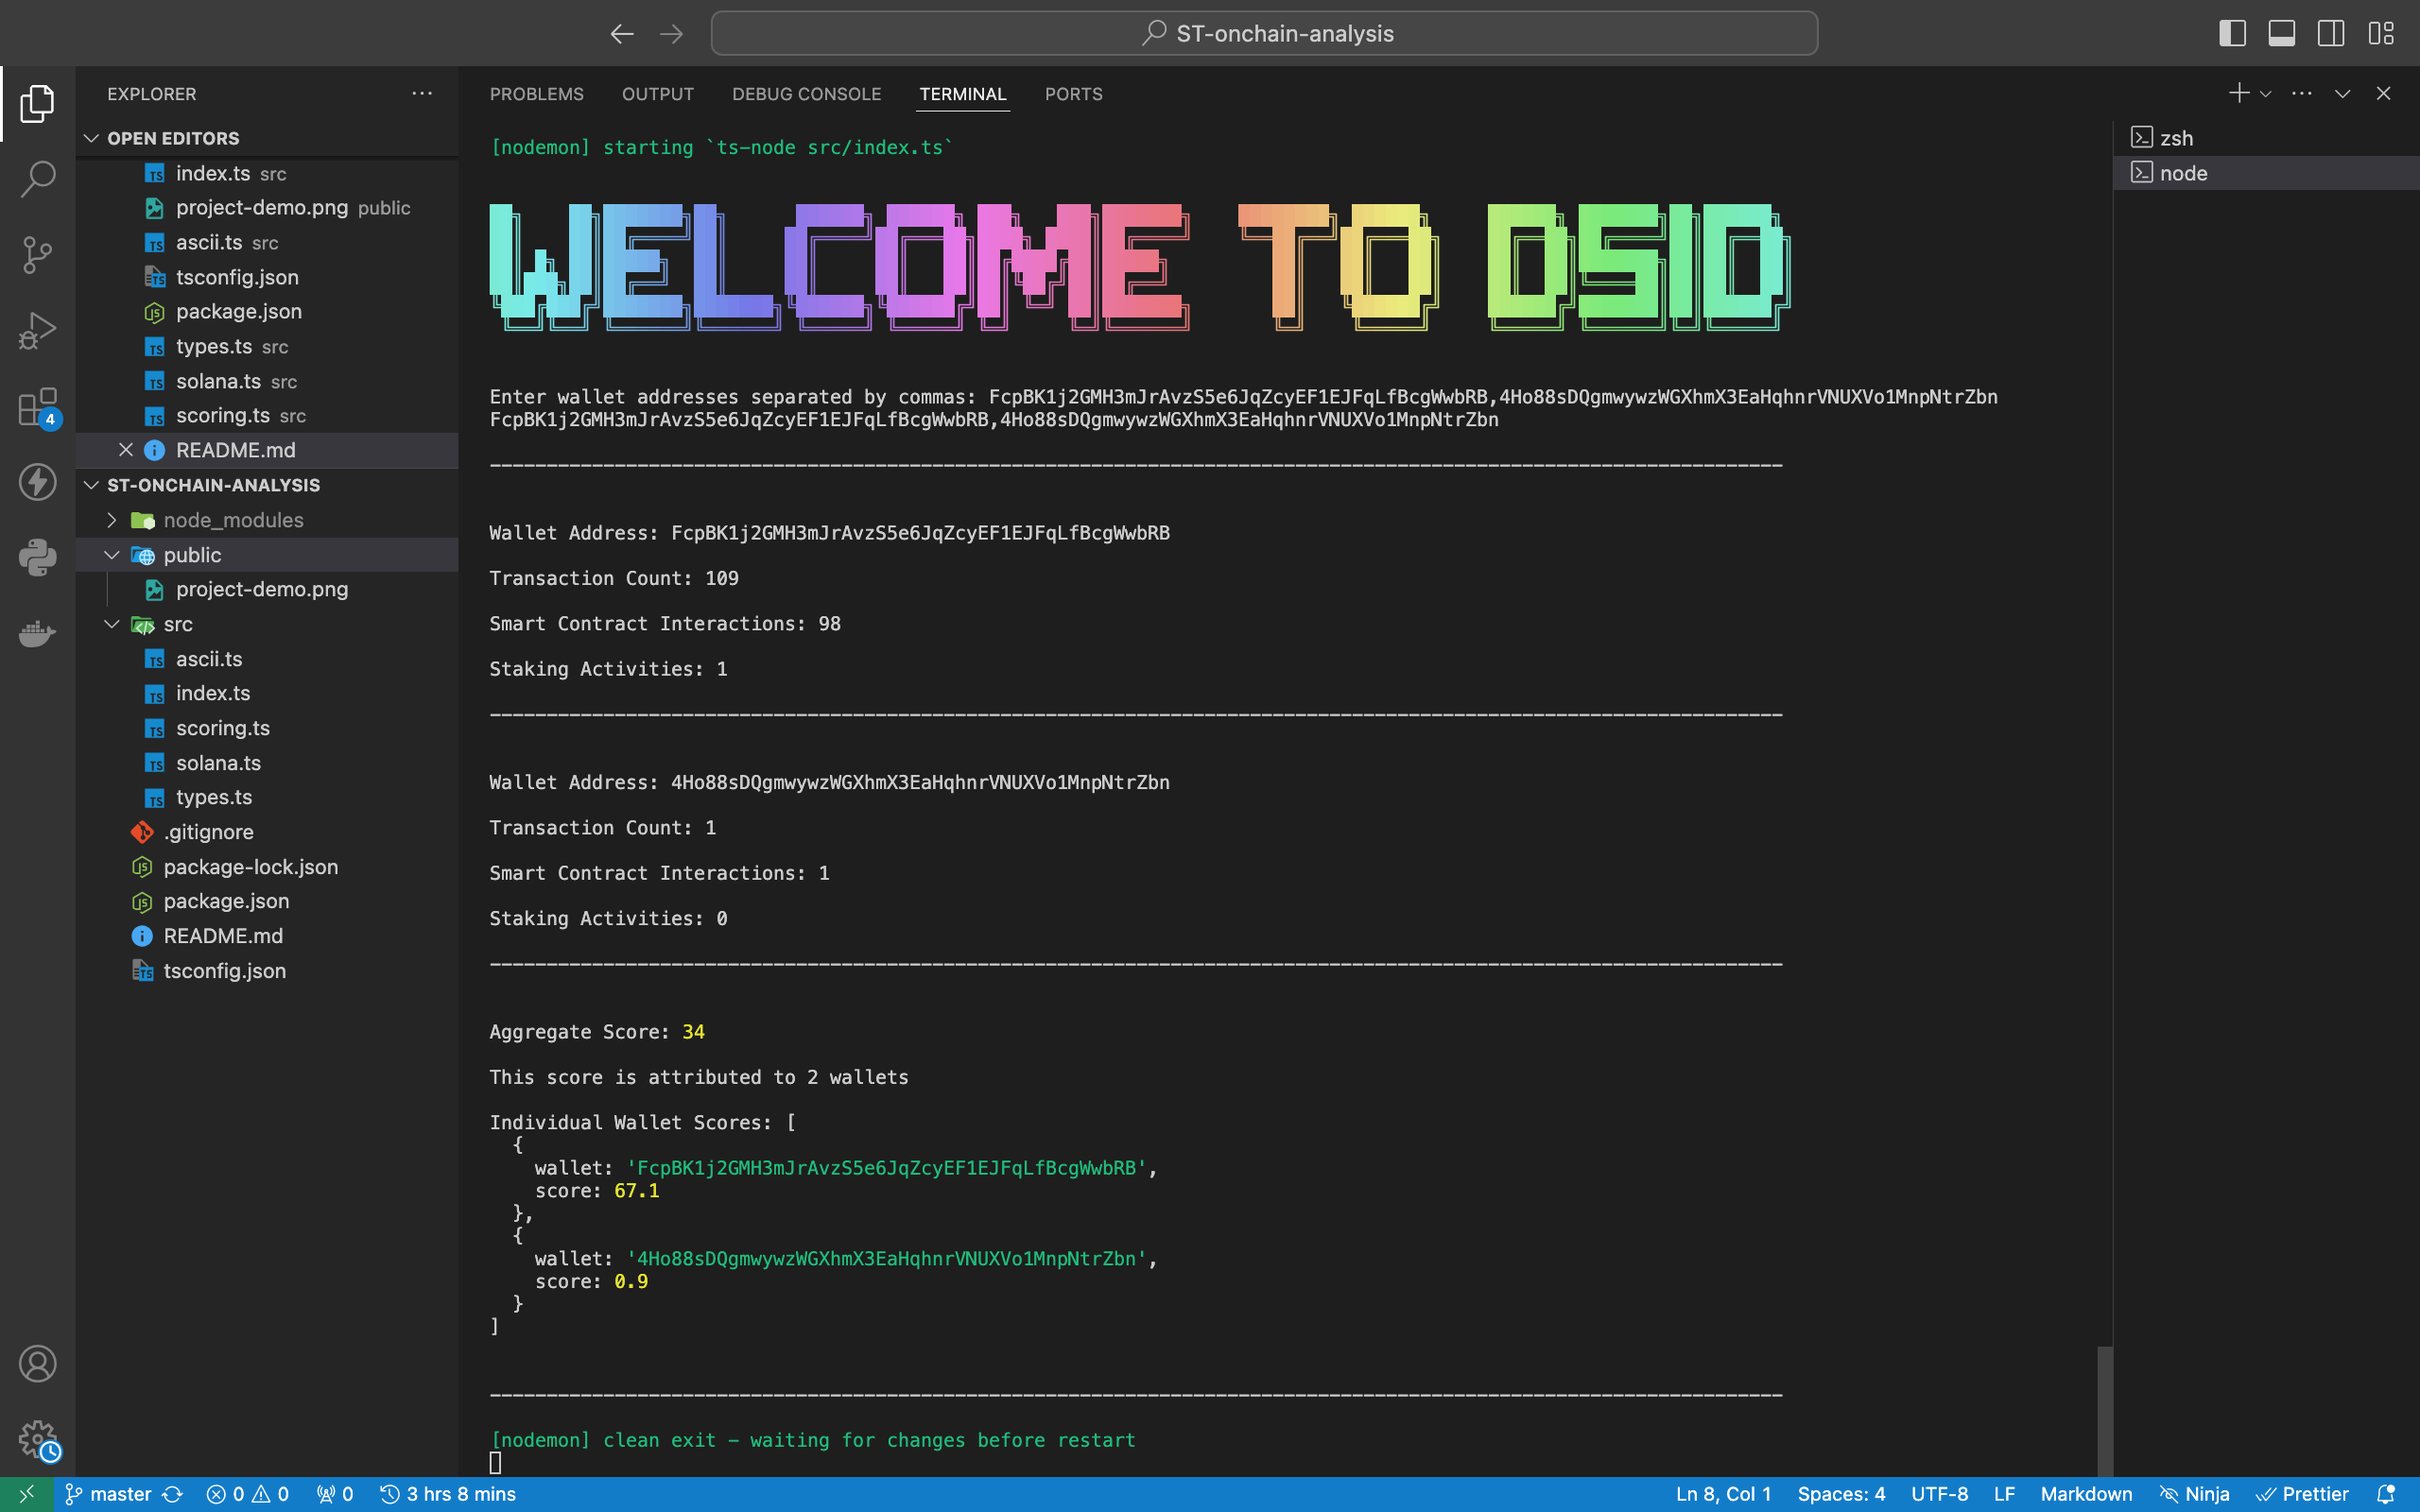 ST-onchain-analysis
EXPLORER
OPEN EDITORS
index.ts src
project-demo.png public
ascii.ts src
tsconfig.json
package.json
types.ts src
solana.ts src
scoring.ts src
README.md
ST-ONCHAIN-ANALYSIS
node_modules
public
project-demo.png
src
ascii.ts
index.ts
scoring.ts
solana.ts
types.ts
.gitignore
package-lock.json
package.json
README.md
tsconfig.json
4
PROBLEMS OUTPUT DEBUG CONSOLE TERMINAL PORTS
[nodemon] starting `ts-node src/index.ts`
WELCOME TO DSID
Enter wallet addresses separated by commas: FcpBK1j2GMH3mJrAvzS5e6JqZcyEF1EJFqLfBcgWwbRB,4Ho88sDQgmwywzWGXhmX3EaHqhnrVNUXVo1MnpNtrZbn
FcpBK1j2GMH3mJrAvzS5e6JqZcyEF1EJFqLfBcgWwbRB,4Ho88sDQgmwywzWGXhmX3EaHqhnrVNUXVo1MnpNtrZbn
Wallet Address: FcpBK1j2GMH3mJrAvzS5e6JqZcyEF1EJFqLfBcgWwbRB
Transaction Count: 109
Smart Contract Interactions: 98
Staking Activities: 1
Wallet Address: 4Ho88sDQgmwywzWGXhmX3EaHqhnrVNUXVo1MnpNtrZbn
Transaction Count: 1
Smart Contract Interactions: 1
Staking Activities: 0
Aggregate Score: 34
This score is attributed to 2 wallets
Individual Wallet Scores: [
{
wallet: 'FcpBK1j2GMH3mJrAvzS5e6JqZcyEF1EJFqLfBcgWwbRB',
score: 67.1
},
{
wallet: '4Ho88sDQgmwywzWGXhmX3EaHqhnrVNUXVo1MnpNtrZbn',
score: 0.9
}
]
[nodemon] clean exit - waiting for changes before restart
zsh
node
master 0 0 0 3 hrs 8 mins Ln 8, Col 1 Spaces: 4 UTF-8 LF Markdown Ninja Prettier